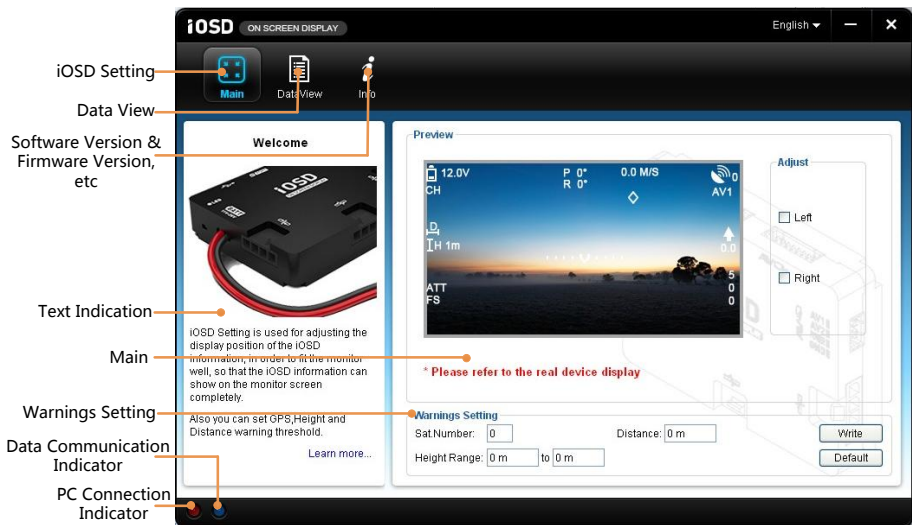 iOSD ON SCREEN DISPLAY
English
Main
DataView
Info
iOSD Setting
Data View
Software Version &
Firmware Version,
etc
Text Indication
Main
Warnings Setting
Data Communication
Indicator
PC Connection
Indicator
Welcome
iOSD
iOSD Setting is used for adjusting the
display position of the iOSD
information, in order to fit the monitor
well, so that the iOSD information can
show on the monitor screen
completely.
Also you can set GPS,Height and
Distance warning threshold.
Learn more...
Preview
12.0V
P 0°
0.0 M/S
0
CH
R 0°
AV1
D
H 1m
0.0
ATT
5
FS
0
0
Adjust
Left
Right
* Please refer to the real device display
Warnings Setting
Sat.Number: 0
Distance: 0 m
Write
Height Range: 0 m to 0 m
Default